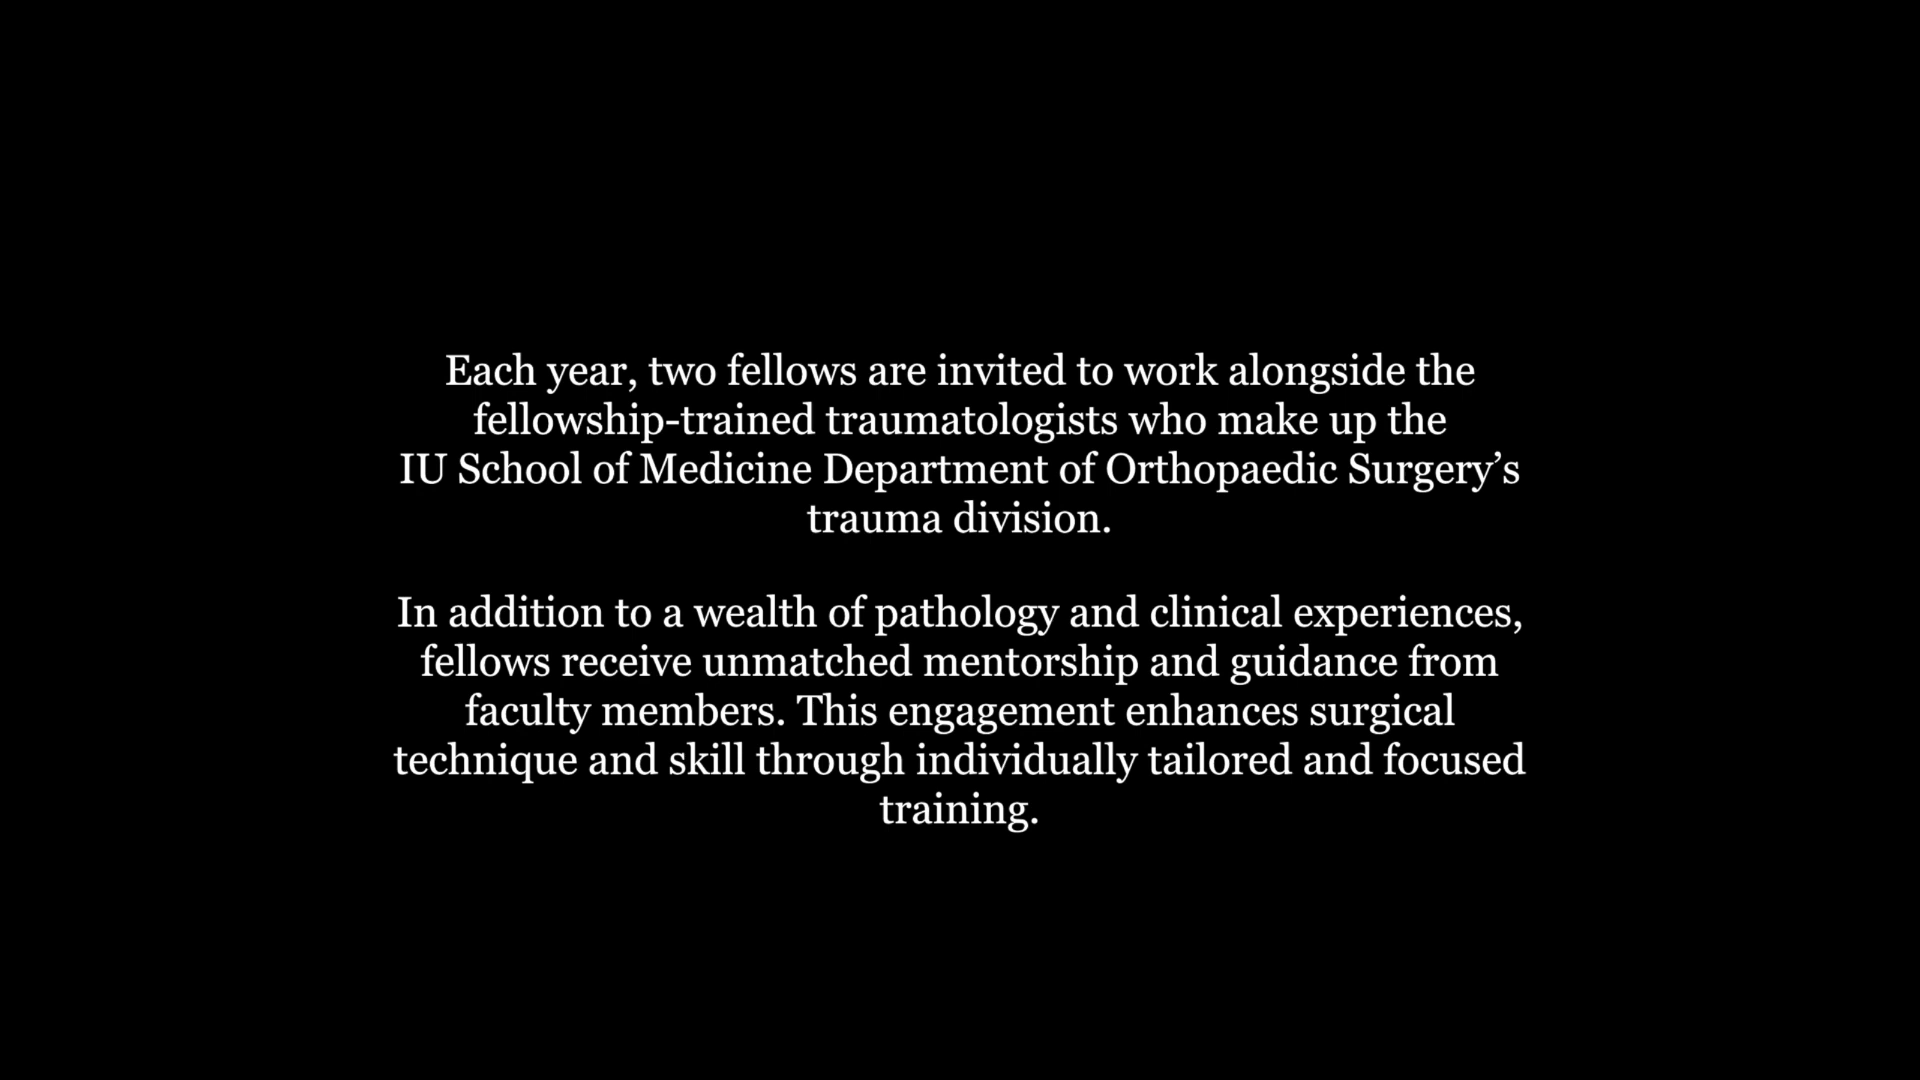 Each year, two fellows are invited to work alongside the
fellowship-trained traumatologists who make up the
IU School of Medicine Department of Orthopaedic Surgery’s
trauma division.
In addition to a wealth of pathology and clinical experiences,
fellows receive unmatched mentorship and guidance from
faculty members. This engagement enhances surgical
technique and skill through individually tailored and focused
training.